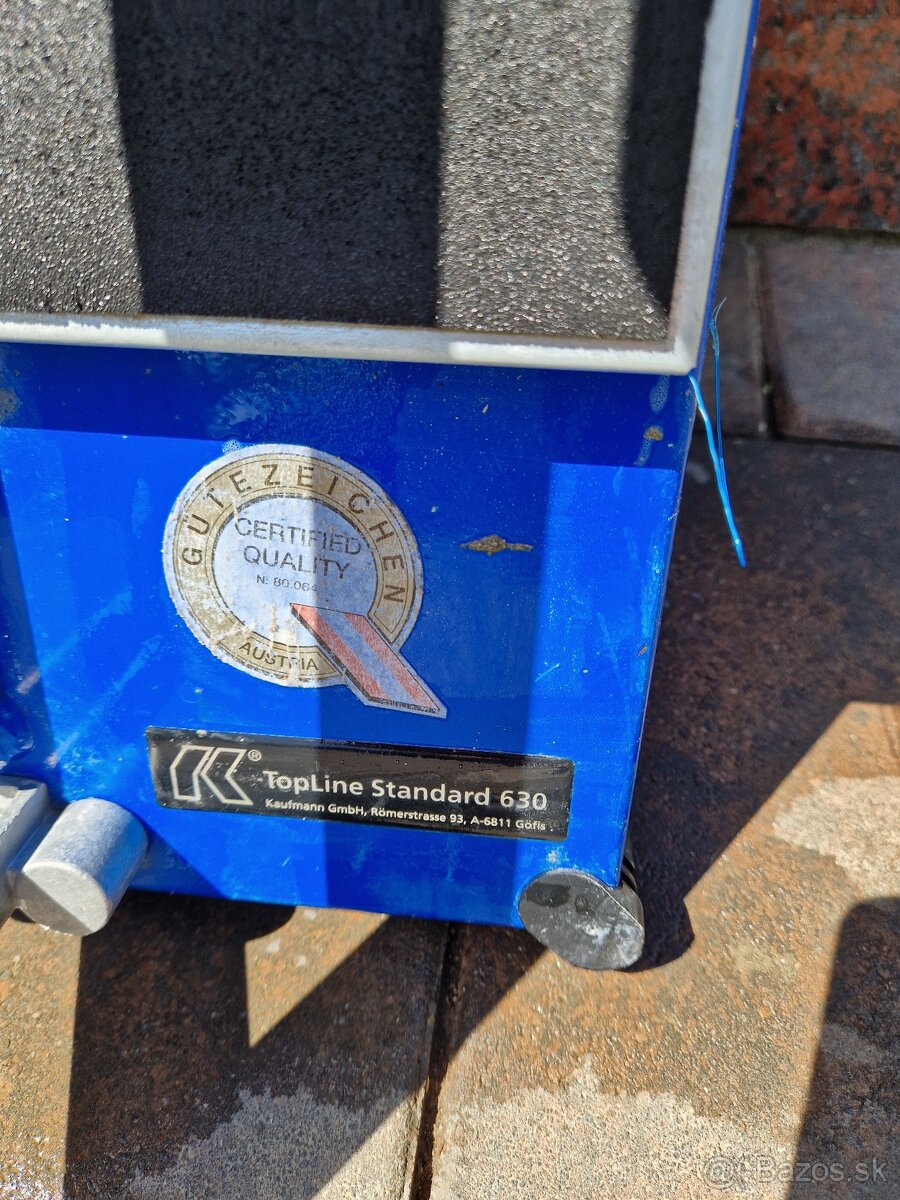 GÜTEZEICHEN
CERTIFIED
QUALITY
AUSTRIA
® TopLine Standard 630
Kaufmann GmbH, Römerstrasse 93, A-6811 Göfis
Bazos.sk